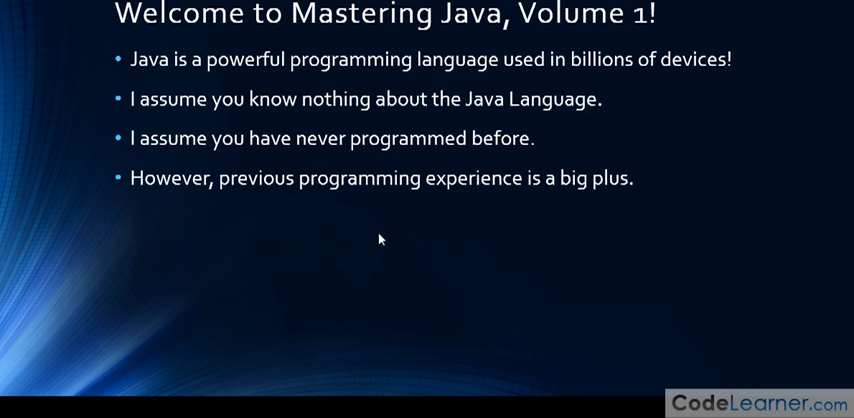 Welcome to Mastering Java, Volume 1!
• Java is a powerful programming language used in billions of devices!
• I assume you know nothing about the Java Language.
• I assume you have never programmed before.
• However, previous programming experience is a big plus.
CodeLearner.com